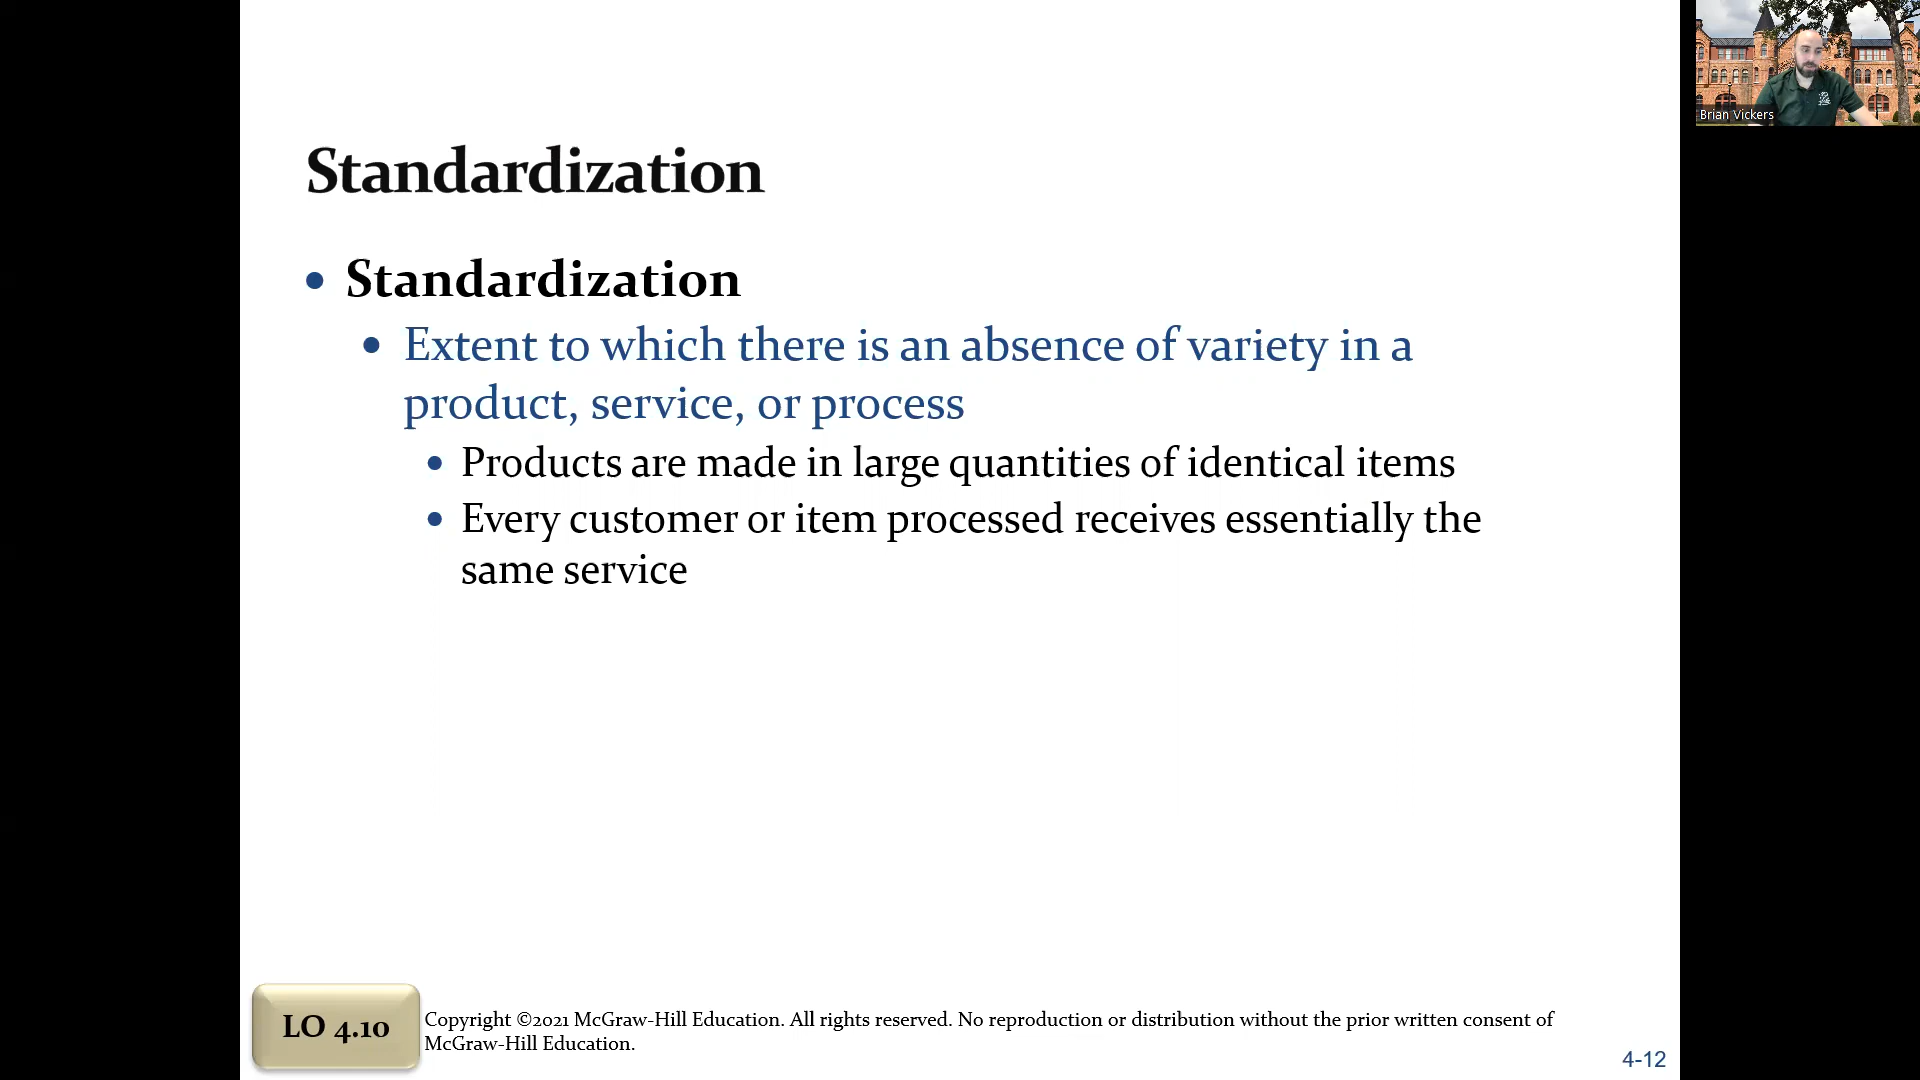 Brian Vickers
Standardization
• Standardization
• Extent to which there is an absence of variety in a
product, service, or process
• Products are made in large quantities of identical items
• Every customer or item processed receives essentially the
same service
LO 4.10
Copyright ©2021 McGraw-Hill Education. All rights reserved. No reproduction or distribution without the prior written consent of
McGraw-Hill Education.
4-12